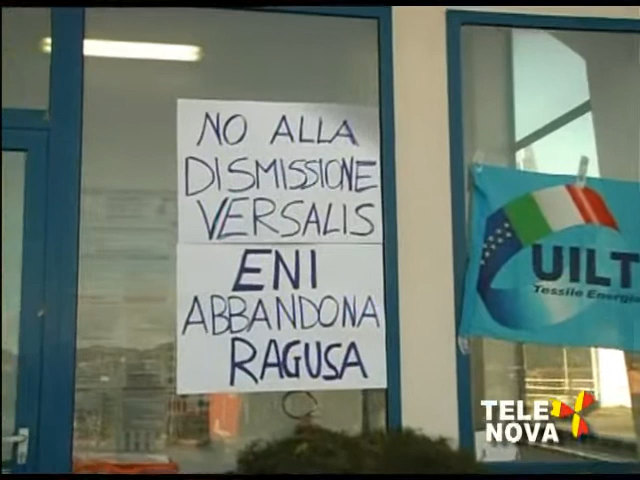 NO ALLA
DISMISSIONE
VERSALIS
ENI
ABBANDONA
RAGUSA
UILT
Tessile Energia
TELE
NOVA